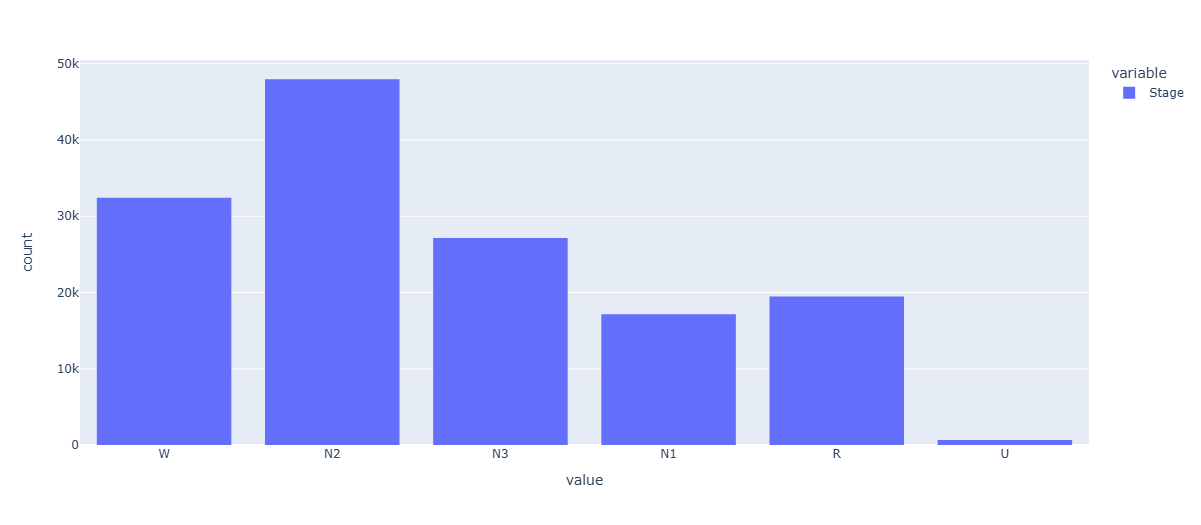 50k
40k
30k
20k
10k
0
count
W N2 N3 N1 R U
value
variable
Stage